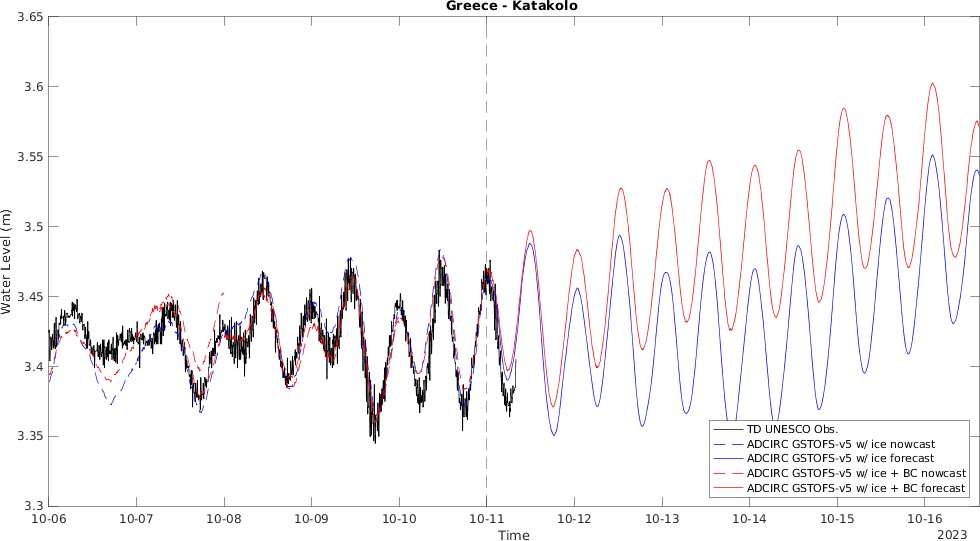 Greece - Katakolo
3.65
3.6
3.55
3.5
3.45
3.4
3.35
3.3
Water Level (m)
TD UNESCO Obs.
ADCIRC GSTOFS-v5 w/ ice nowcast
ADCIRC GSTOFS-v5 w/ ice forecast
ADCIRC GSTOFS-v5 w/ ice + BC nowcast
ADCIRC GSTOFS-v5 w/ ice + BC forecast
10-06 10-07 10-08 10-09 10-10 10-11 10-12 10-13 10-14 10-15 10-16
Time
2023